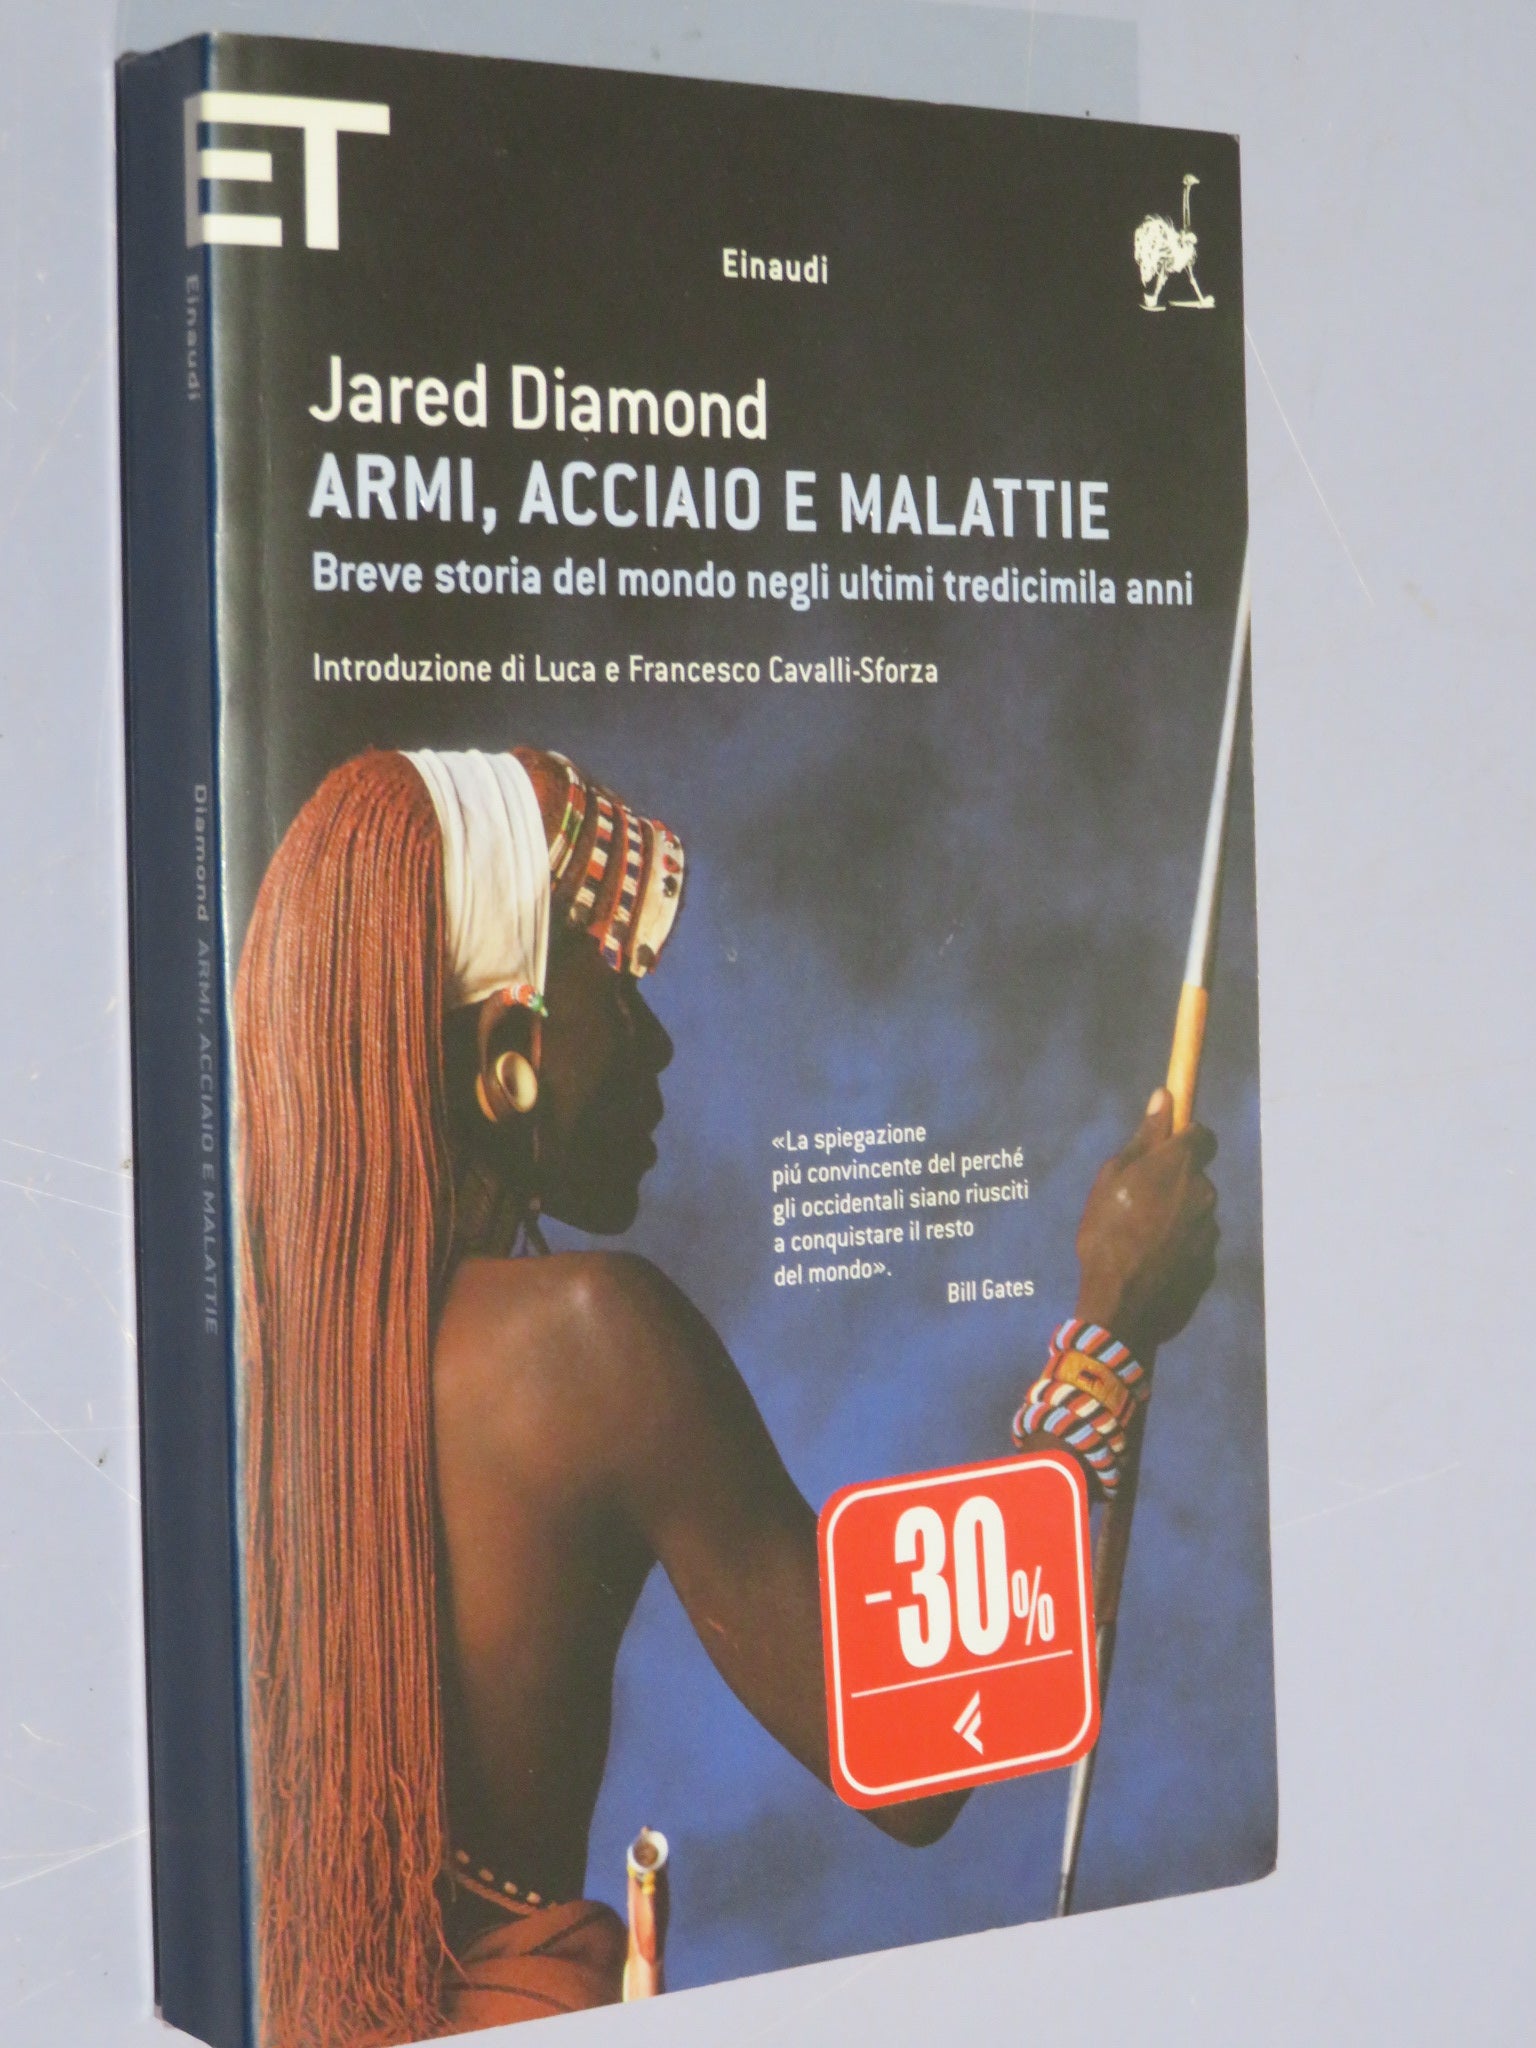 ET
Einaudi
Jared Diamond
ARMI, ACCIAIO E MALATTIE
Breve storia del mondo negli ultimi tredicimila anni
Introduzione di Luca e Francesco Cavalli-Sforza
«La spiegazione
piú convincente del perché
gli occidentali siano riusciti
a conquistare il resto
del mondo».
Bill Gates
-30%
Einaudi
Diamond ARMI, ACCIAIO E MALATTIE